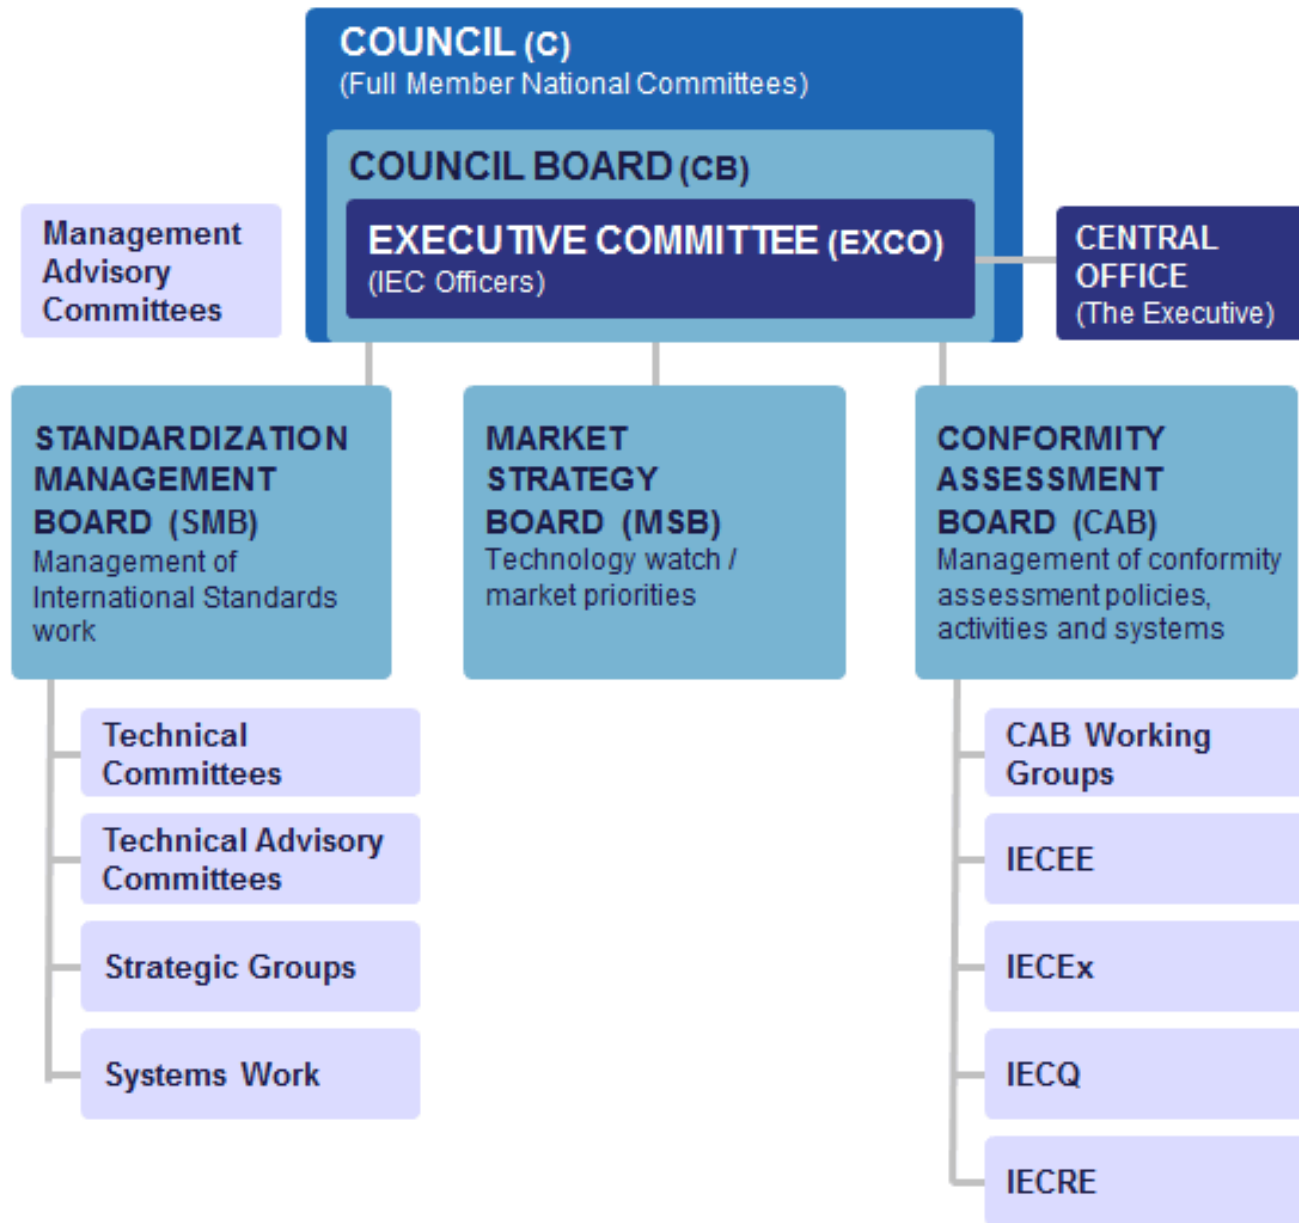 COUNCIL (C)
(Full Member National Committees)
COUNCIL BOARD (CB)
EXECUTIVE COMMITTEE (EXCO)
(IEC Officers)
Management
Advisory
Committees
CENTRAL
OFFICE
(The Executive)
STANDARDIZATION
MANAGEMENT
BOARD (SMB)
Management of
International Standards
work
MARKET
STRATEGY
BOARD (MSB)
Technology watch /
market priorities
CONFORMITY
ASSESSMENT
BOARD (CAB)
Management of conformity
assessment policies,
activities and systems
Technical
Committees
Technical Advisory
Committees
Strategic Groups
Systems Work
CAB Working
Groups
IECEE
IECEx
IECQ
IECRE